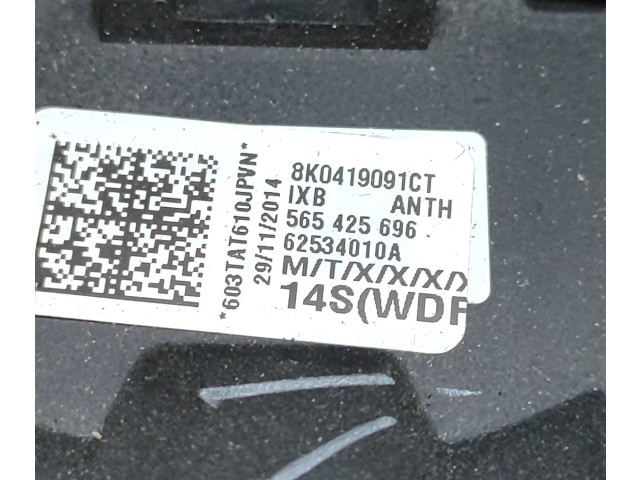 *603TAT610JPVN*
29/11/2014
8K0419091CT
IXB ANTH
565 425 696
62534010A
M/T/X/X/X/X
14S(WDF